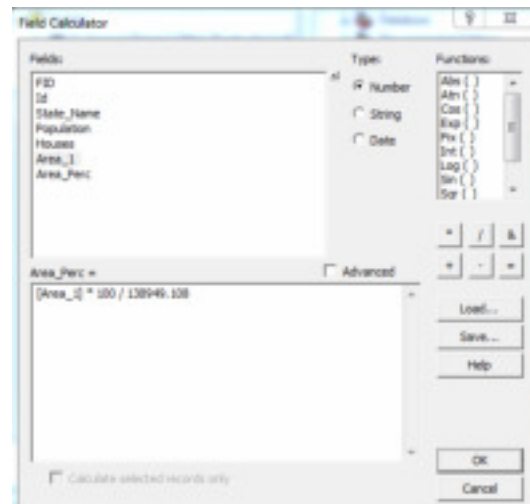 Field Calculator
Fields:
FID
Id
State_Name
Population
Houses
Area_1
Area_Perc
Type:
Number
String
Date
Functions:
Abs ( )
Atn ( )
Cos ( )
Exp ( )
Fix ( )
Int ( )
Log ( )
Sin ( )
Sqr ( )
* / &
+ - =
Area_Perc =
Advanced
[Area_1] * 100 / 138949.108
Load...
Save...
Help
Calculate selected records only
OK
Cancel